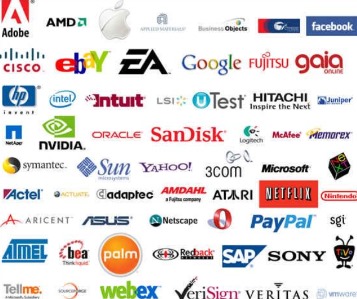 Adobe
AMD
APPLIED MATERIALS
Business Objects
facebook
CISCO
ebay
EA
Google
FUJITSU
gaia
ONLINE
hp
invent
intel
Intuit
LSI
uTest
HITACHI
Inspire the Next
Juniper
NetApp
NVIDIA.
ORACLE
SanDisk
Logitech
McAfee
Memorex
symantec.
Sun
microsystems
YAHOO!
3COM
Microsoft
Actel
ACTUATE
adaptec
AMDAHL
a Fujitsu company
ATARI
NETFLIX
Nintendo
ARICENT
ASUS
Netscape
PayPal
sgi
ATMEL
bea
Think liquid
palm
Redback
SAP
SONY
TiVo
Tellme.
SOURCEFORGE
webex
VeriSign
VERITAS
vmware